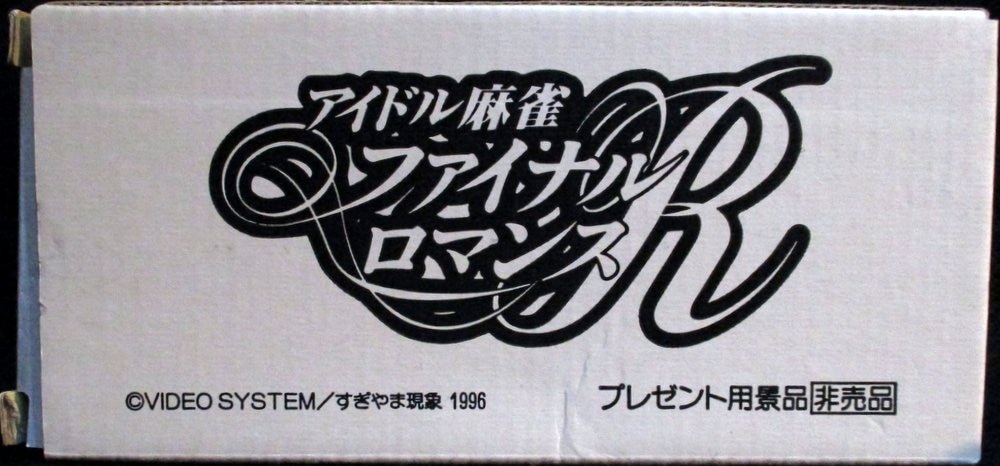 アイドル麻雀
ファイナル
ロマンス R
©VIDEO SYSTEM/すぎやま現象 1996
プレゼント用景品 非売品